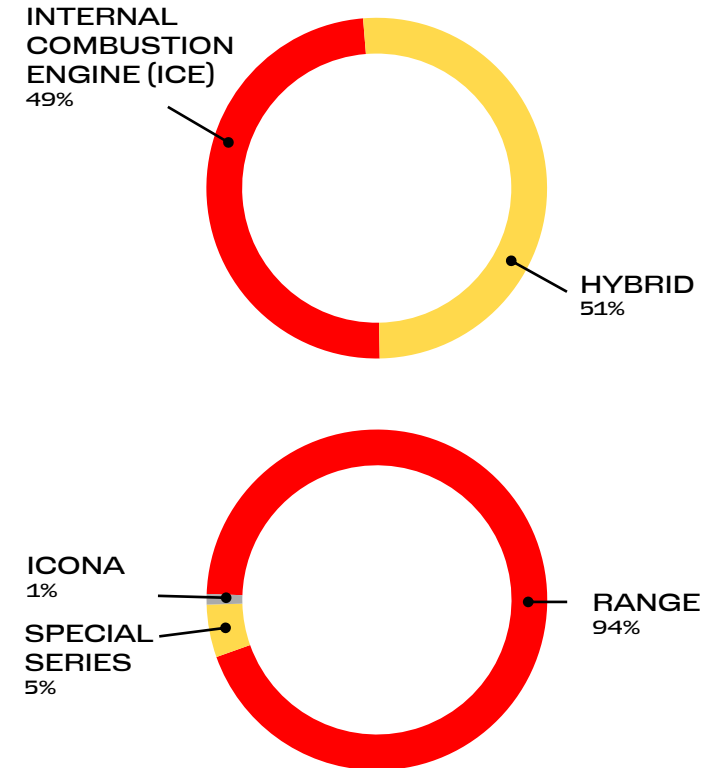 INTERNAL
COMBUSTION
ENGINE (ICE)
49%
HYBRID
51%
ICONA
1%
RANGE
94%
SPECIAL
SERIES
5%